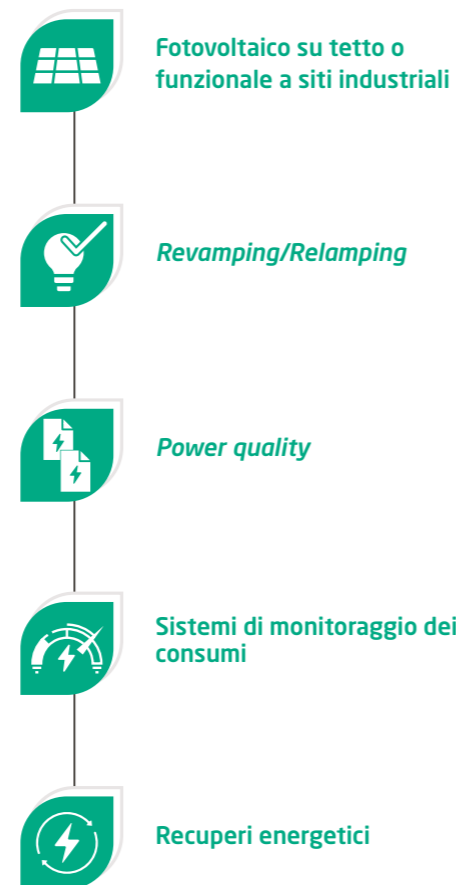 Fotovoltaico su tetto o
funzionale a siti industriali
Revamping/Relamping
Power quality
Sistemi di monitoraggio dei
consumi
Recuperi energetici